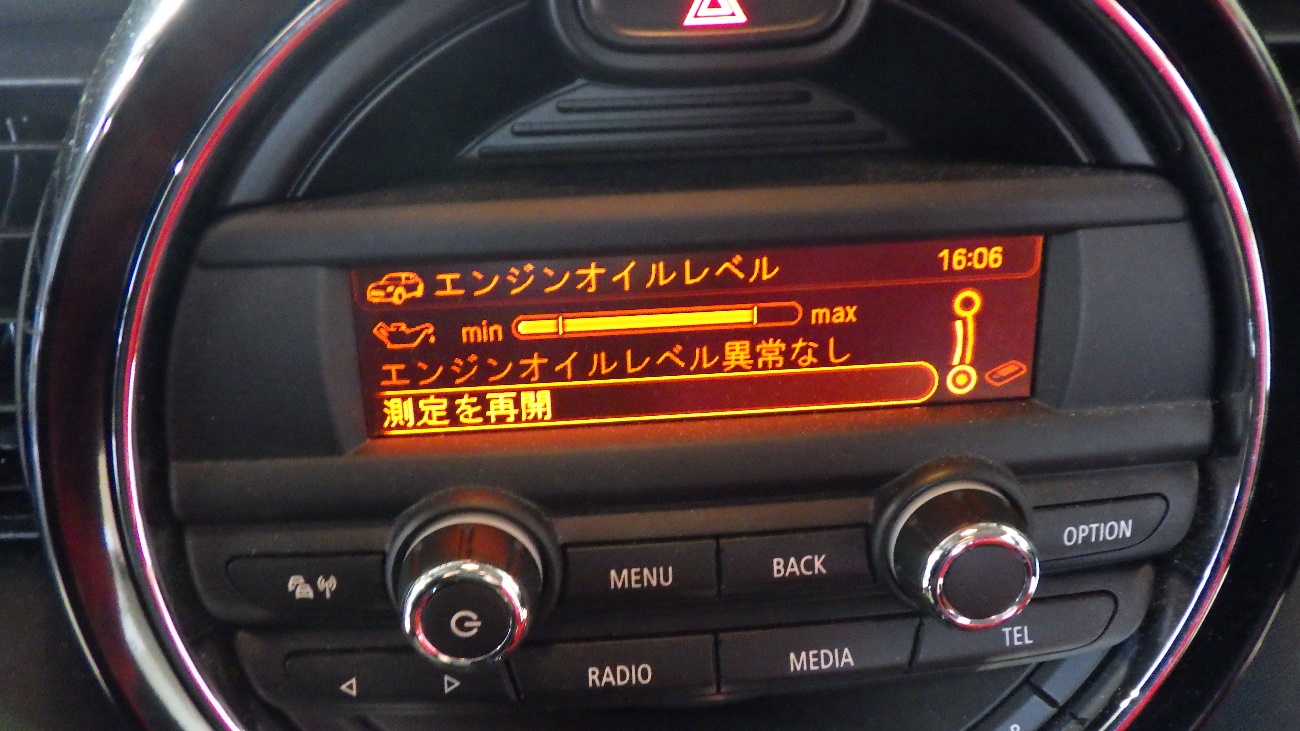 エンジンオイルレベル 16:06
min max
エンジンオイルレベル異常なし
測定を再開
OPTION
MENU BACK
TEL
RADIO MEDIA